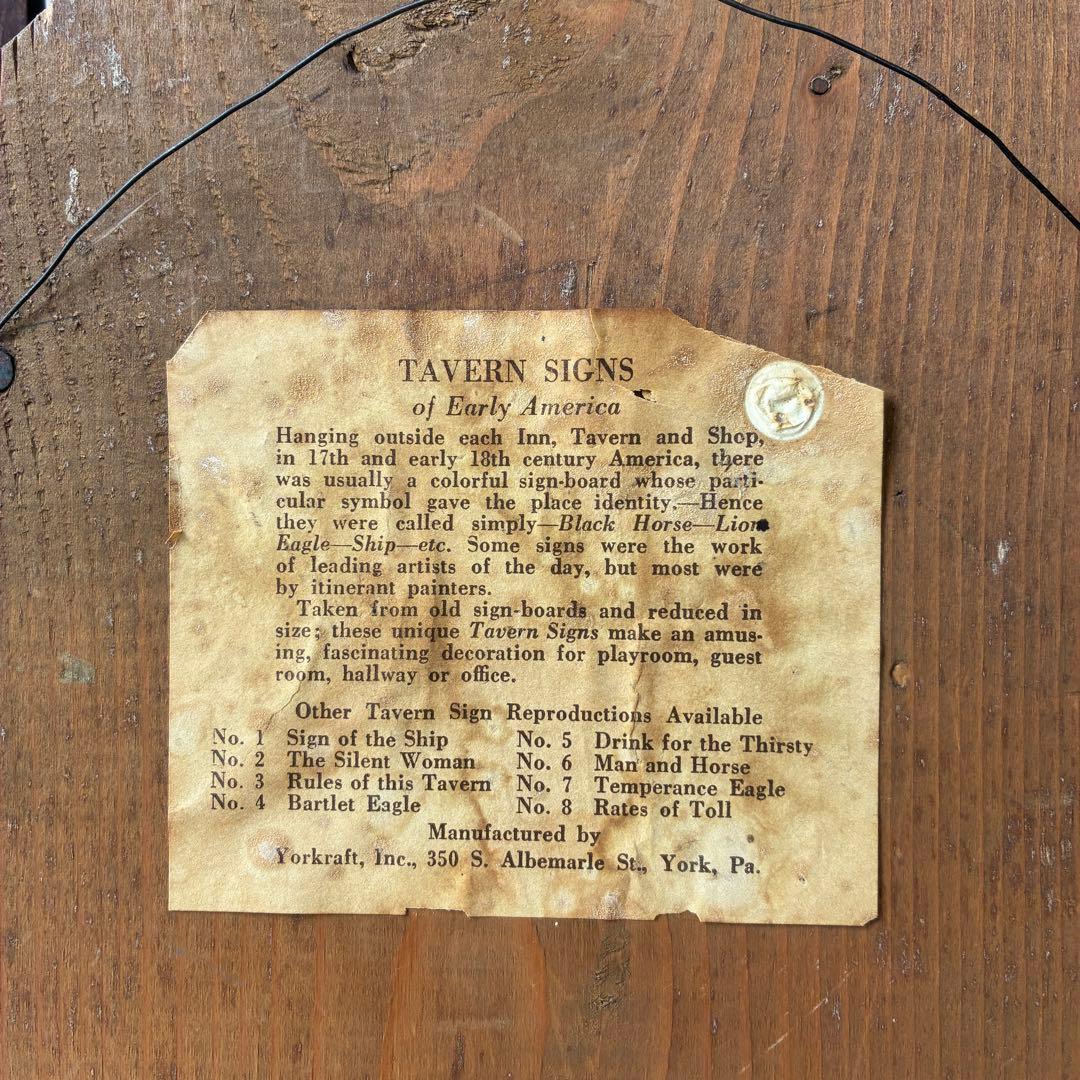 TAVERN SIGNS
of Early America
Hanging outside each Inn, Tavern and Shop,
in 17th and early 18th century America, there
was usually a colorful sign-board whose parti-
cular symbol gave the place identity.—Hence
they were called simply—Black Horse—Lion
Eagle—Ship—etc. Some signs were the work
of leading artists of the day, but most were
by itinerant painters.
Taken from old sign-boards and reduced in
size; these unique Tavern Signs make an amus-
ing, fascinating decoration for playroom, guest
room, hallway or office.
Other Tavern Sign Reproductions Available
No. 1 Sign of the Ship
No. 2 The Silent Woman
No. 3 Rules of this Tavern
No. 4 Bartlet Eagle
No. 5 Drink for the Thirsty
No. 6 Man and Horse
No. 7 Temperance Eagle
No. 8 Rates of Toll
Manufactured by
Yorkraft, Inc., 350 S. Albemarle St., York, Pa.